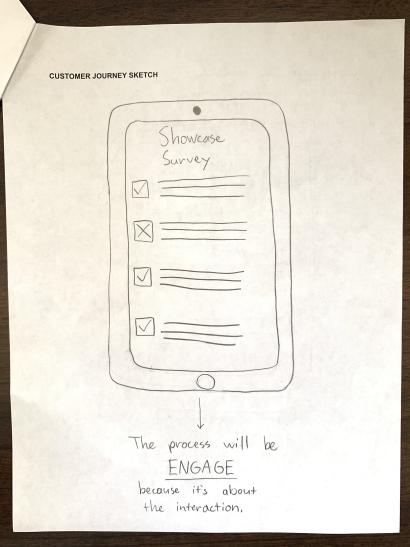 CUSTOMER JOURNEY SKETCH
Showcase
Survey
The process will be
ENGAGE
because it's about
the interaction.